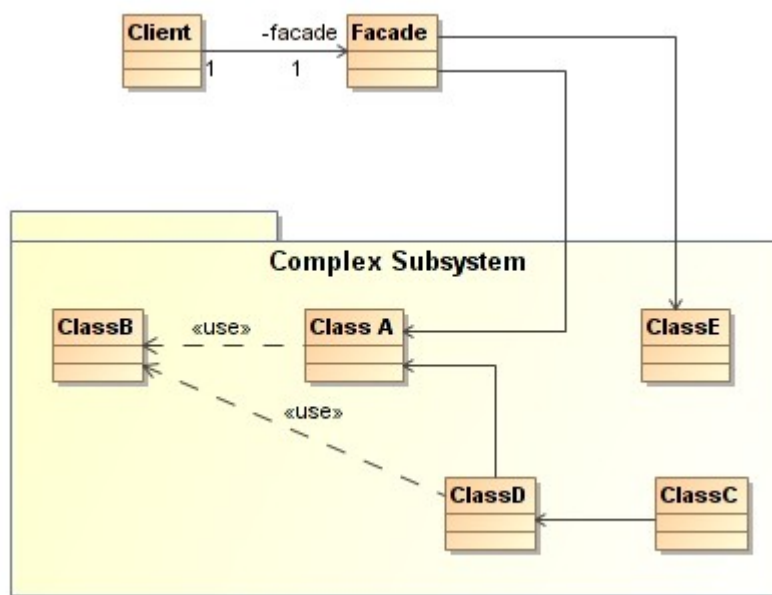 Client
-facade
Facade
1
1
Complex Subsystem
ClassB
«use»
Class A
ClassE
«use»
ClassD
ClassC